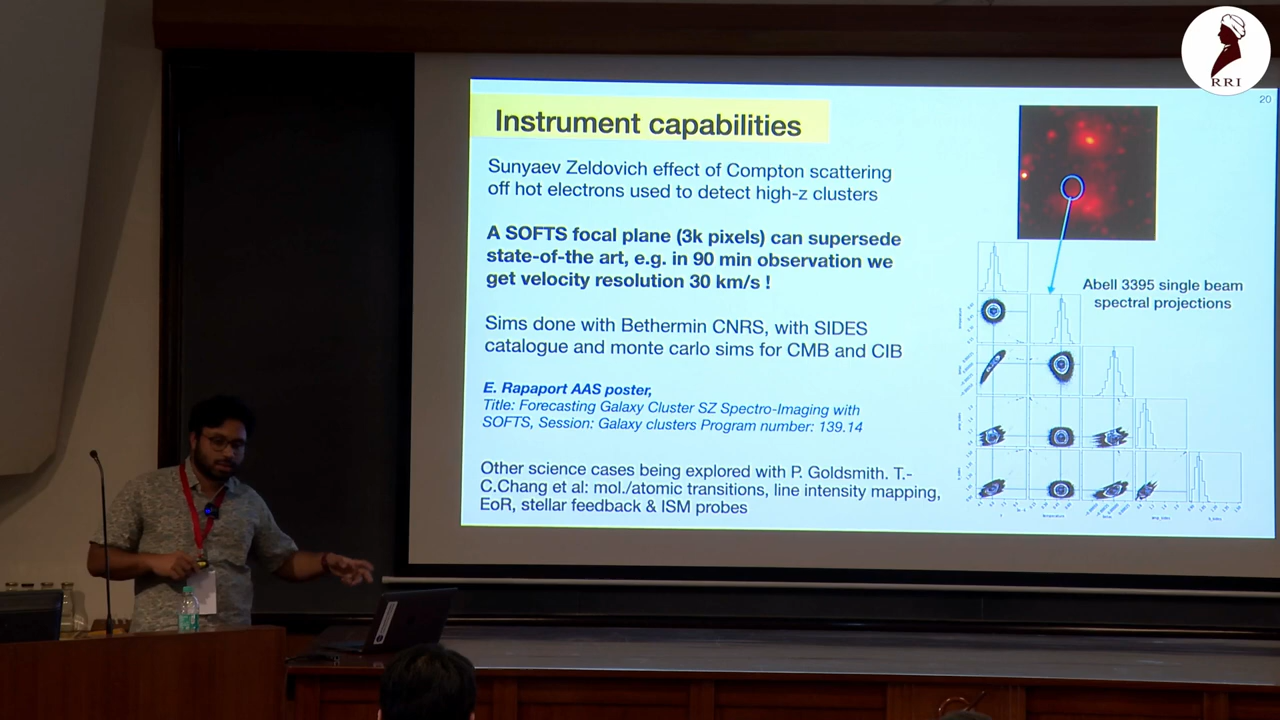 RRI
20
Instrument capabilities
Sunyaev Zeldovich effect of Compton scattering
off hot electrons used to detect high-z clusters
A SOFTS focal plane (3k pixels) can supersede
state-of-the art, e.g. in 90 min observation we
get velocity resolution 30 km/s !
Abell 3395 single beam
spectral projections
Sims done with Bethermin CNRS, with SIDES
catalogue and monte carlo sims for CMB and CIB
E. Rapaport AAS poster,
Title: Forecasting Galaxy Cluster SZ Spectro-Imaging with
SOFTS, Session: Galaxy clusters Program number: 139.14
Other science cases being explored with P. Goldsmith. T.-
C.Chang et al: mol./atomic transitions, line intensity mapping,
EoR, stellar feedback & ISM probes